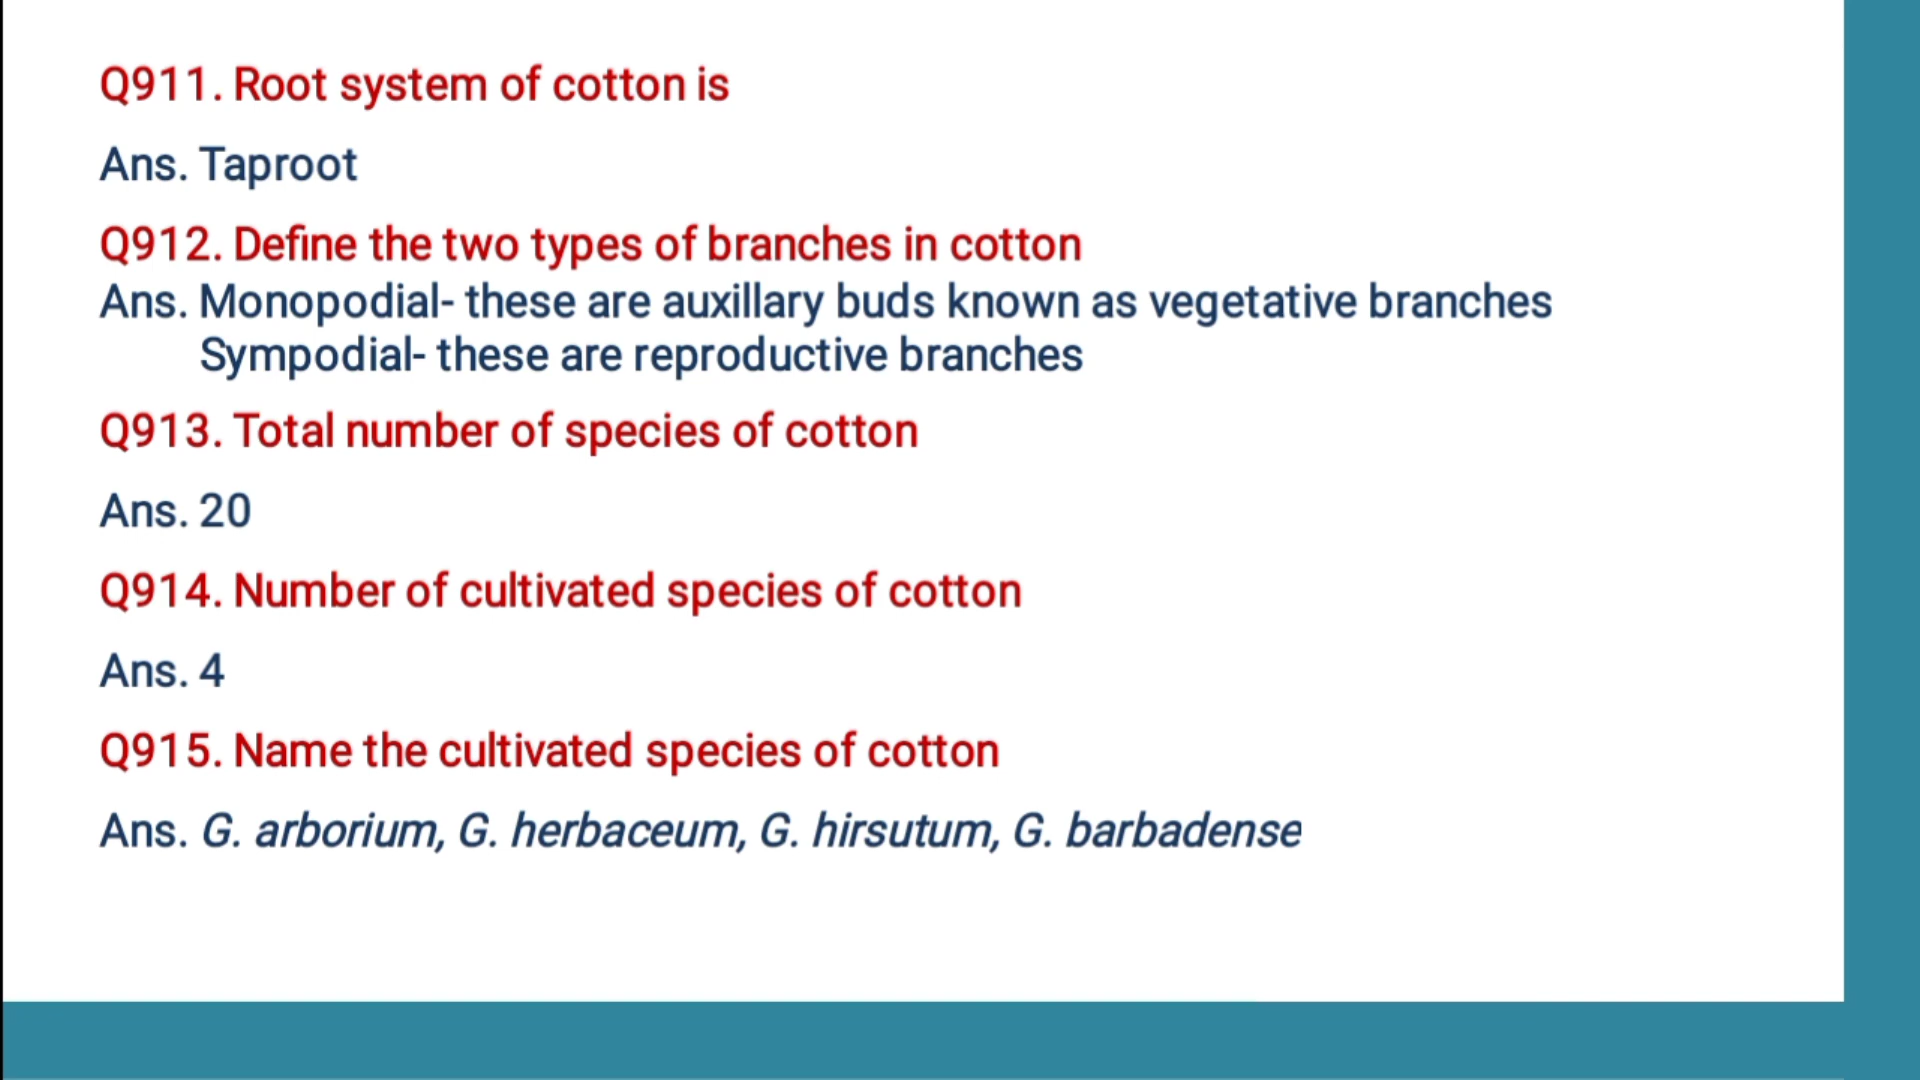 Q911. Root system of cotton is
Ans. Taproot
Q912. Define the two types of branches in cotton
Ans. Monopodial- these are auxillary buds known as vegetative branches
Sympodial- these are reproductive branches
Q913. Total number of species of cotton
Ans. 20
Q914. Number of cultivated species of cotton
Ans. 4
Q915. Name the cultivated species of cotton
Ans. G. arborium, G. herbaceum, G. hirsutum, G. barbadense